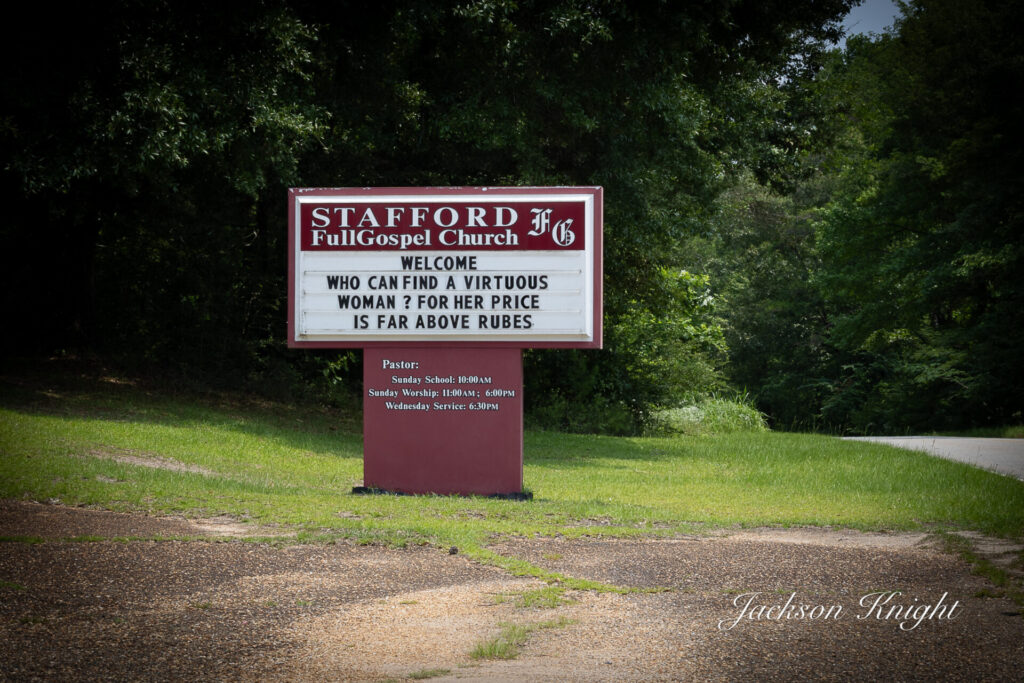 STAFFORD
FullGospel Church
FG
WELCOME
WHO CAN FIND A VIRTUOUS
WOMAN ? FOR HER PRICE
IS FAR ABOVE RUBES
Pastor:
Sunday School: 10:00AM
Sunday Worship: 11:00AM ; 6:00PM
Wednesday Service: 6:30PM
Jackson Knight